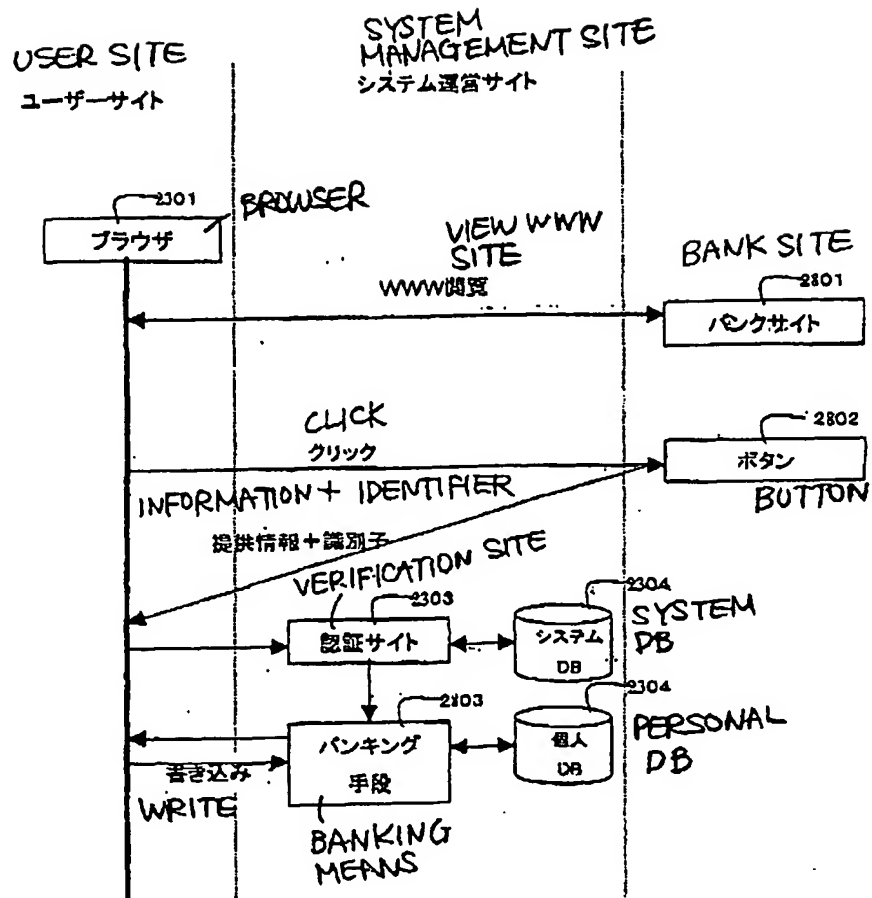 USER SITE
ユーザーサイト
SYSTEM
MANAGEMENT SITE
システム運営サイト
2301
BROWSER
ブラウザ
VIEW WWW
SITE
WWW閲覧
BANK SITE
2801
バンクサイト
CLICK
クリック
2802
ボタン
BUTTON
INFORMATION + IDENTIFIER
提供情報+識別子
VERIFICATION SITE
2303
認証サイト
2304
システム
DB
SYSTEM
DB
2803
バンキング
手段
2304
個人
DB
PERSONAL
DB
書き込み
WRITE
BANKING
MEANS